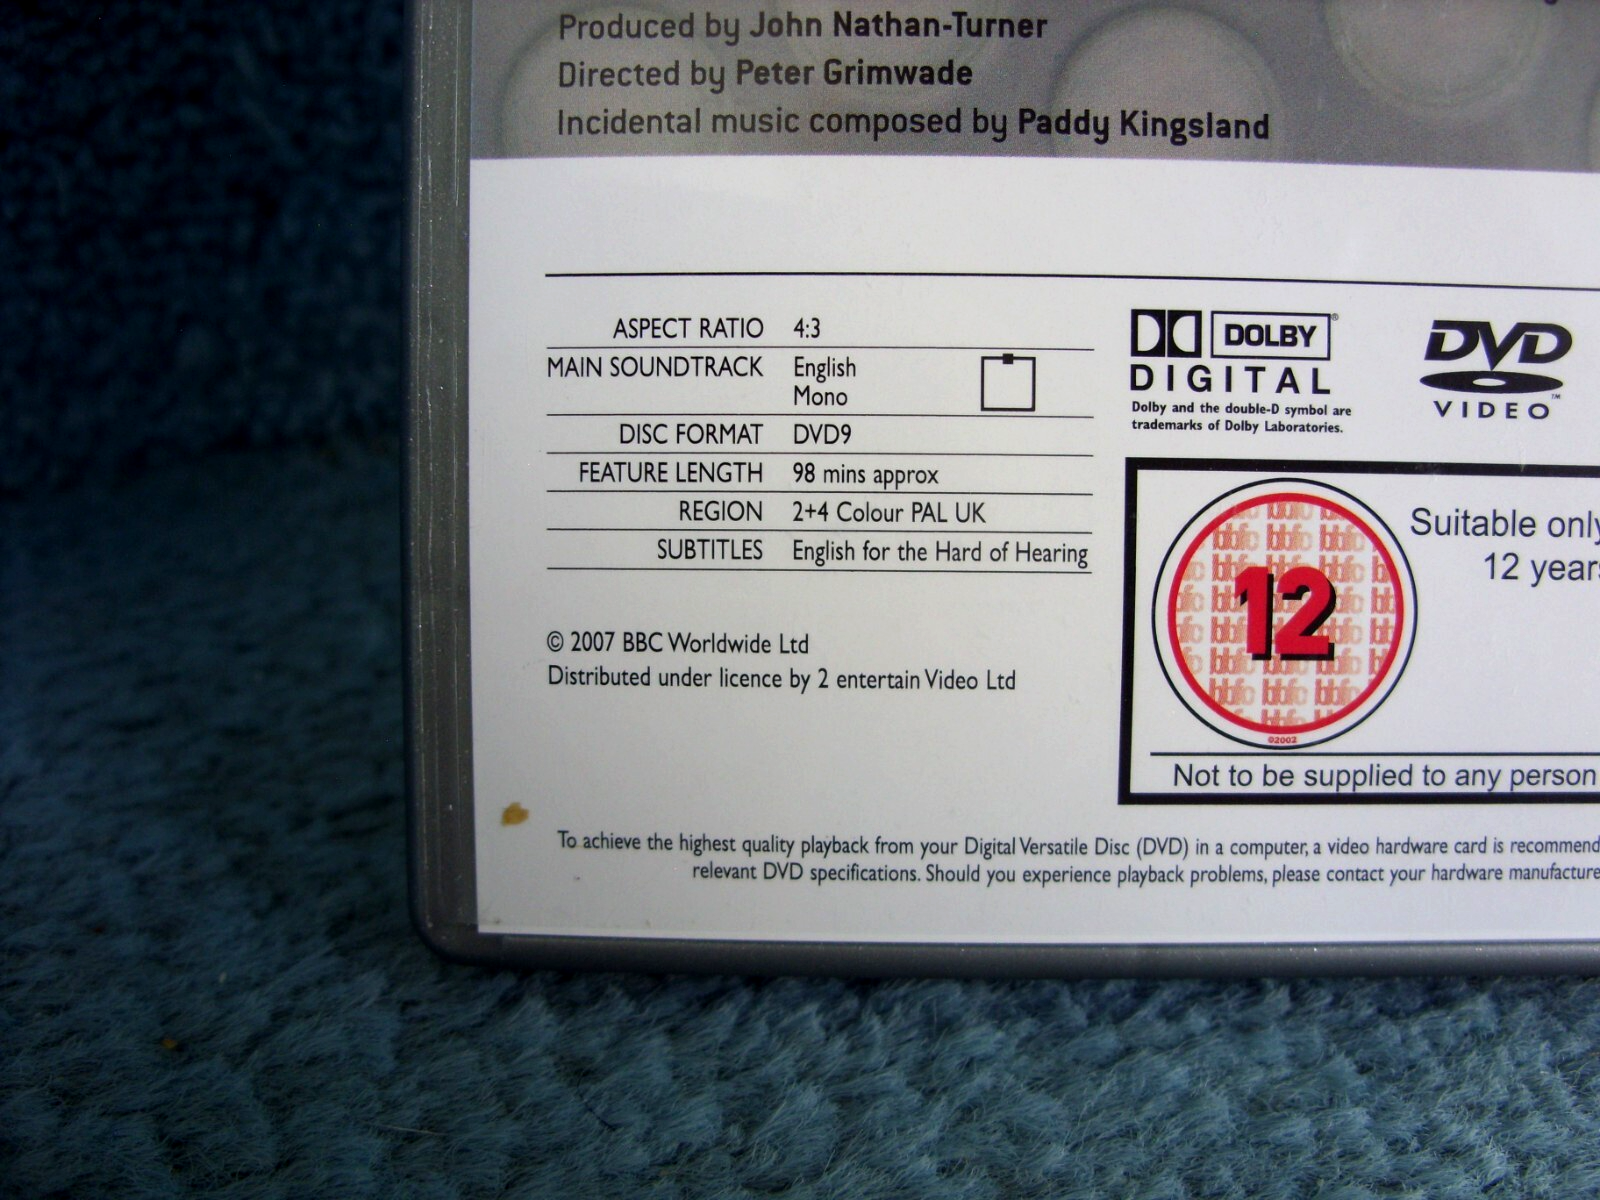 Produced by John Nathan-Turner
Directed by Peter Grimwade
Incidental music composed by Paddy Kingsland
ASPECT RATIO 4:3
MAIN SOUNDTRACK English
Mono
DISC FORMAT DVD9
FEATURE LENGTH 98 mins approx
REGION 2+4 Colour PAL UK
SUBTITLES English for the Hard of Hearing
© 2007 BBC Worldwide Ltd
Distributed under licence by 2 entertain Video Ltd
DOLBY®
DIGITAL
Dolby and the double-D symbol are
trademarks of Dolby Laboratories.
DVD
VIDEO™
Suitable only
12 years
bbfc
12
©2002
Not to be supplied to any person
To achieve the highest quality playback from your Digital Versatile Disc (DVD) in a computer, a video hardware card is recommend
relevant DVD specifications. Should you experience playback problems, please contact your hardware manufacture